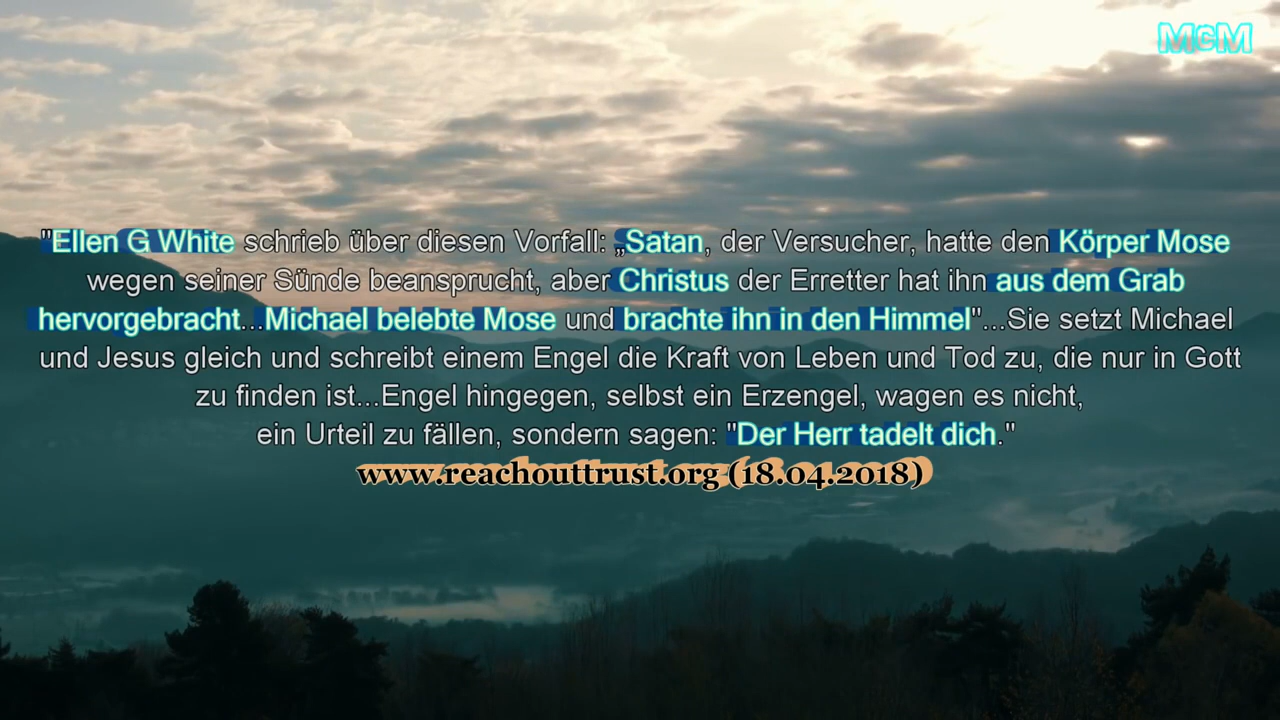 McM
"Ellen G White schrieb über diesen Vorfall: „Satan, der Versucher, hatte den Körper Mose
wegen seiner Sünde beansprucht, aber Christus der Erretter hat ihn aus dem Grab
hervorgebracht...Michael belebte Mose und brachte ihn in den Himmel"...Sie setzt Michael
und Jesus gleich und schreibt einem Engel die Kraft von Leben und Tod zu, die nur in Gott
zu finden ist...Engel hingegen, selbst ein Erzengel, wagen es nicht,
ein Urteil zu fällen, sondern sagen: "Der Herr tadelt dich."
www.reachouttrust.org (18.04.2018)